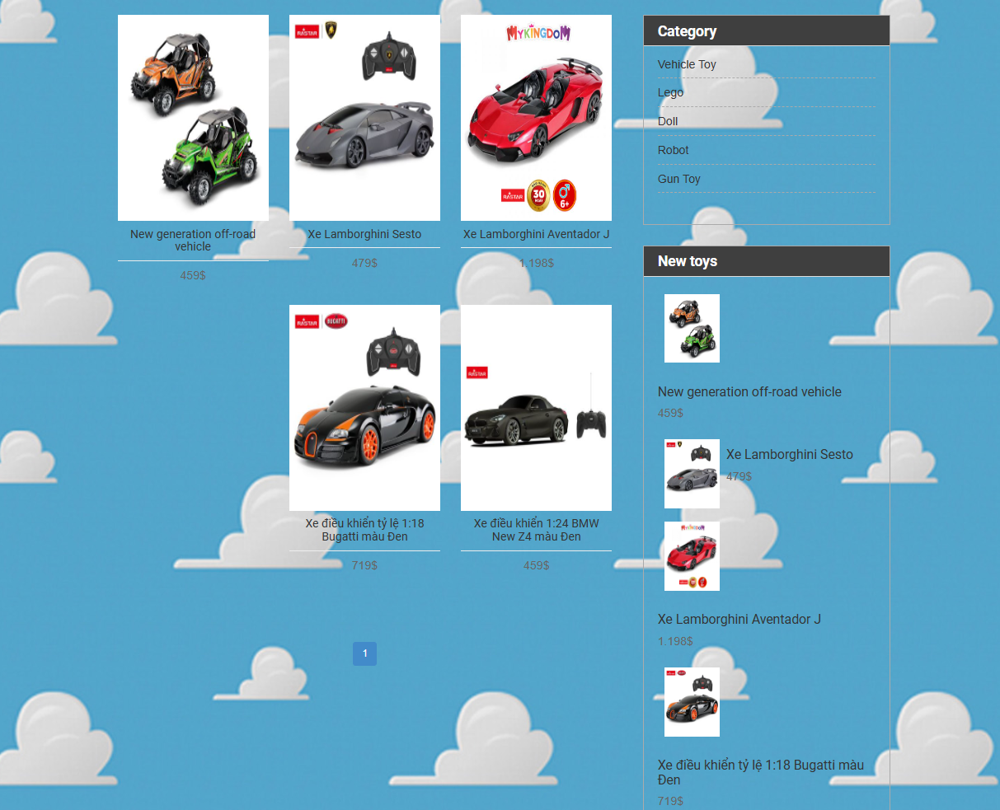 RASTAR
MYKINGDOM
RASTAR
30
6+
New generation off-road
vehicle
459$
Xe Lamborghini Sesto
479$
Xe Lamborghini Aventador J
1.198$
RASTAR
BUGATTI
RASTAR
Xe điều khiển tỷ lệ 1:18
Bugatti màu Đen
719$
Xe điều khiển 1:24 BMW
New Z4 màu Đen
459$
1
Category
Vehicle Toy
Lego
Doll
Robot
Gun Toy
New toys
New generation off-road vehicle
459$
Xe Lamborghini Sesto
479$
MYKINGDOM
Xe Lamborghini Aventador J
1.198$
Xe điều khiển tỷ lệ 1:18 Bugatti màu
Đen
719$